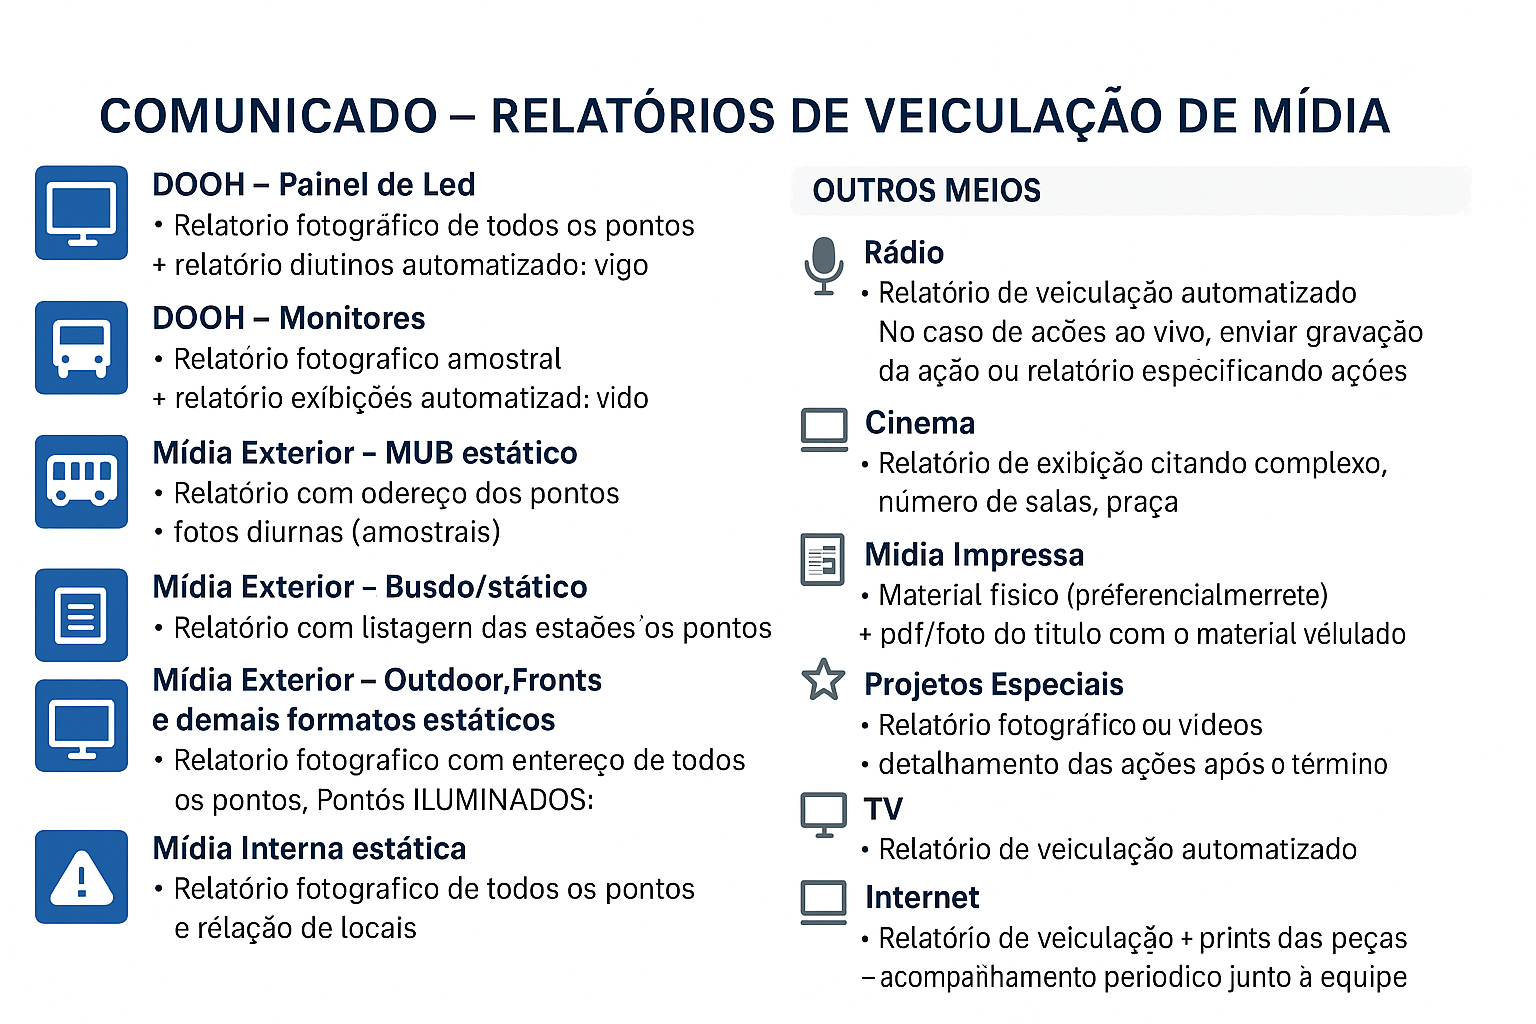 COMUNICADO – RELATÓRIOS DE VEICULAÇÃO DE MÍDIA
DOOH – Painel de Led
• Relatorio fotográfico de todos os pontos
+ relatório diutinos automatizado: vigo
DOOH – Monitores
• Relatório fotografico amostral
+ relatório exíbiçõés automatizad: vido
Mídia Exterior – MUB estático
• Relatório com odereço dos pontos
• fotos diurnas (amostrais)
Mídia Exterior – Busdo/stático
• Relatório com listagern das estaões'os pontos
Mídia Exterior – Outdoor,Fronts
e demais formatos estáticos
• Relatorio fotografico com entereço de todos
os pontos, Pontós ILUMINADOS:
Mídia Interna estática
• Relatório fotografico de todos os pontos
e rélação de locais
OUTROS MEIOS
Rádio
• Relatório de veiculação automatizado
No caso de acões ao vivo, enviar gravação
da ação ou relatório especificando açóes
Cinema
• Relatório de exibição citando complexo,
número de salas, praça
Midia Impressa
• Material fisico (préferencialmerrete)
+ pdf/foto do titulo com o material vélulado
Projetos Especiais
• Relatório fotográfico ou vídeos
• detalhamento das ações após o término
TV
• Relatório de veiculação automatizado
Internet
• Relatório de veiculação + prints das peças
– acompañhamento periodico junto à equipe